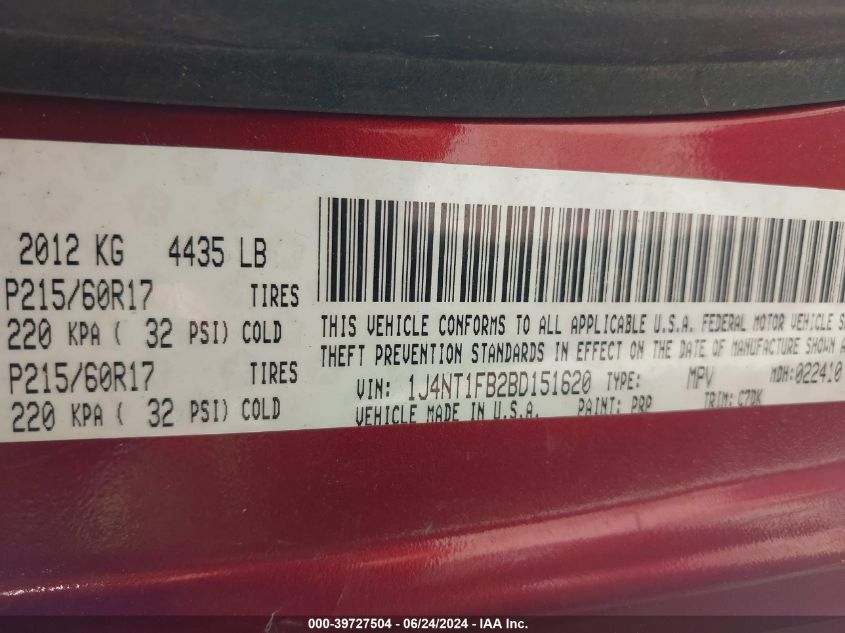 2012 KG 4435 LB
P215/60R17 TIRES
220 KPA ( 32 PSI) COLD
P215/60R17 TIRES
220 KPA ( 32 PSI) COLD
THIS VEHICLE CONFORMS TO ALL APPLICABLE U.S.A. FEDERAL MOTOR VEHICLE S
THEFT PREVENTION STANDARDS IN EFFECT ON THE DATE OF MANUFACTURE SHOWN A
VIN: 1J4NT1FB2BD151620 TYPE: MPV MDH:022410
VEHICLE MADE IN U.S.A. PAINT: PRP TRIM: C7DK
000-39727504 / 06/24/2024 - IAA Inc.